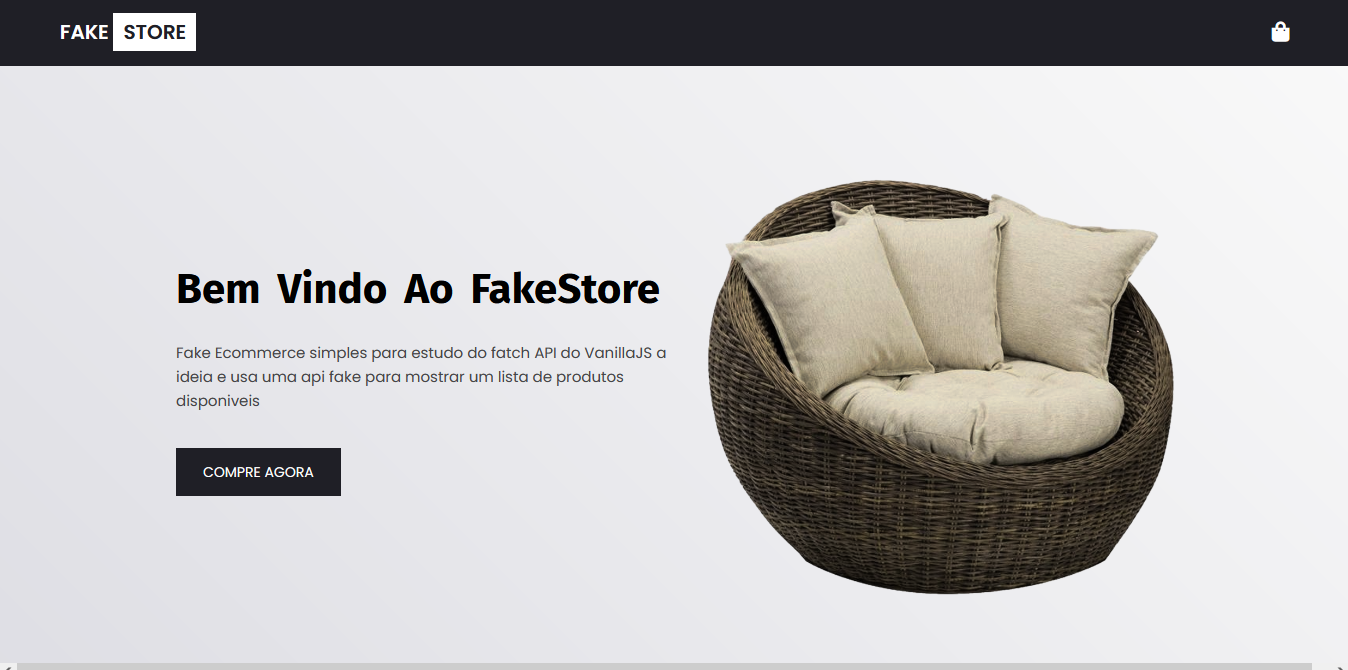 FAKE STORE
Bem Vindo Ao FakeStore
Fake Ecommerce simples para estudo do fatch API do VanillaJS a
ideia e usa uma api fake para mostrar um lista de produtos
disponiveis
COMPRE AGORA